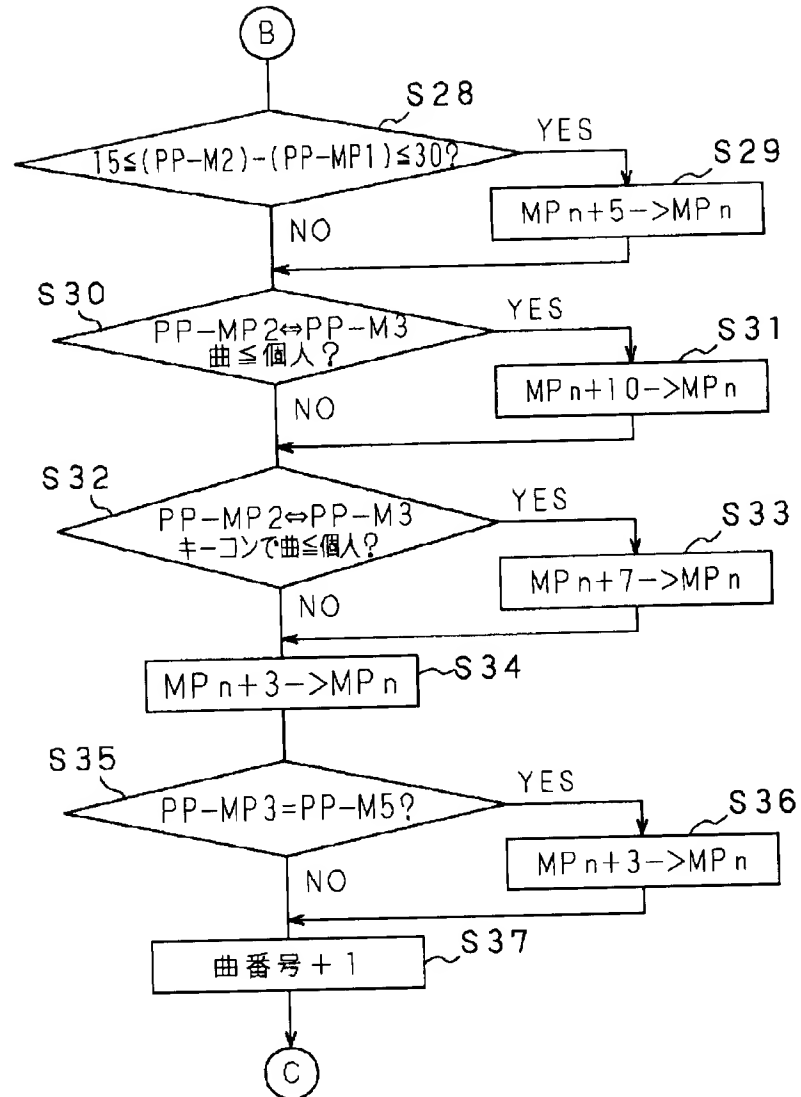 B
S28
15≦(PP-M2)-(PP-MP1)≦30?
YES
S29
MPn+5->MPn
NO
S30
PP-MP2⇔PP-M3
曲≦個人?
YES
S31
MPn+10->MPn
NO
S32
PP-MP2⇔PP-M3
キーコンで曲≦個人?
YES
S33
MPn+7->MPn
NO
MPn+3->MPn
S34
S35
PP-MP3=PP-M5?
YES
S36
MPn+3->MPn
NO
曲番号+1
S37
C